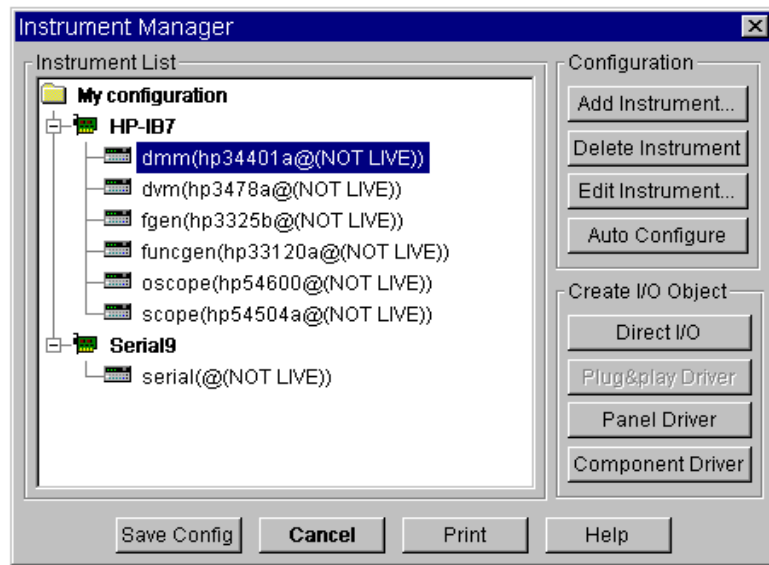 Instrument Manager
Instrument List
My configuration
HP-IB7
dmm(hp34401a@(NOT LIVE))
dvm(hp3478a@(NOT LIVE))
fgen(hp3325b@(NOT LIVE))
funcgen(hp33120a@(NOT LIVE))
oscope(hp54600@(NOT LIVE))
scope(hp54504a@(NOT LIVE))
Serial9
serial(@(NOT LIVE))
Configuration
Add Instrument...
Delete Instrument
Edit Instrument...
Auto Configure
Create I/O Object
Direct I/O
Plug&play Driver
Panel Driver
Component Driver
Save Config
Cancel
Print
Help